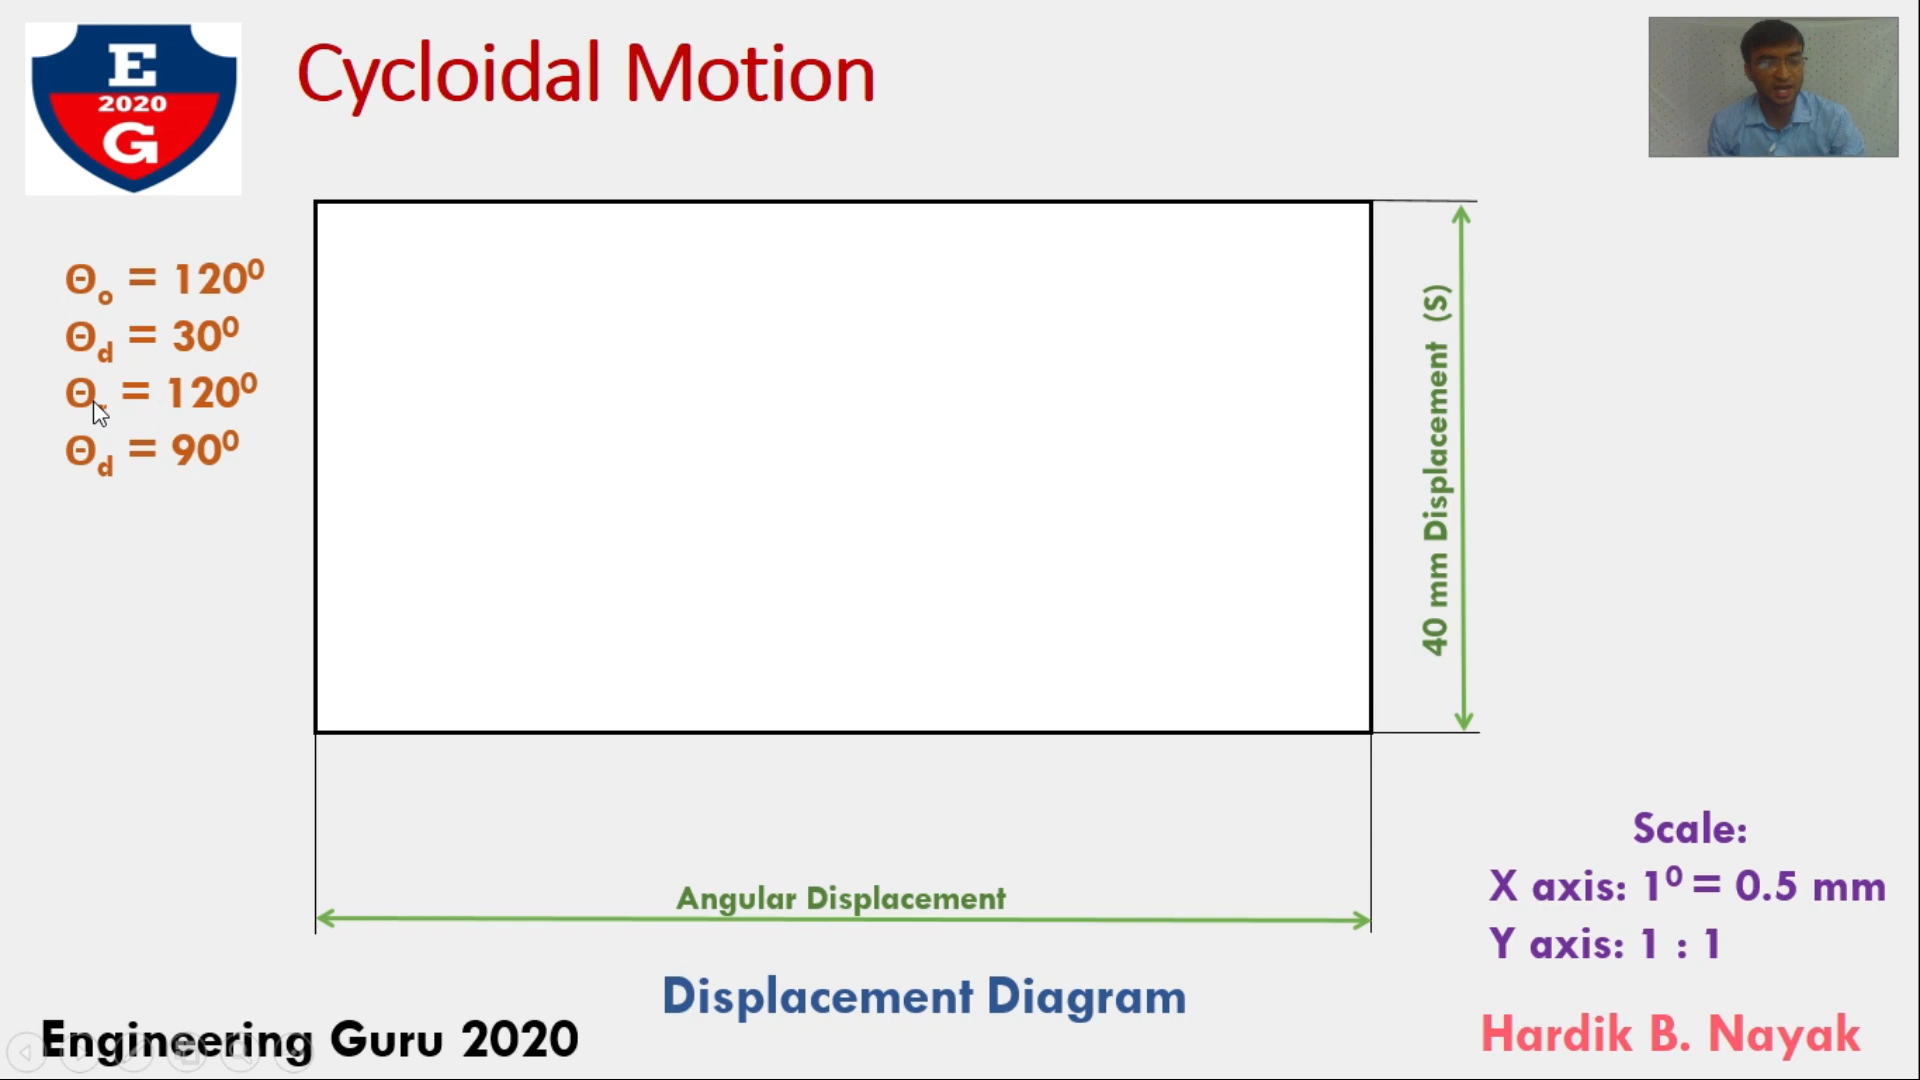 E
2020
G
Cycloidal Motion
Θo = 120⁰
Θd = 30⁰
Θ = 120⁰
Θd = 90⁰
40 mm Displacement (S)
Angular Displacement
Displacement Diagram
Scale:
X axis: 1⁰ = 0.5 mm
Y axis: 1 : 1
Engineering Guru 2020
Hardik B. Nayak